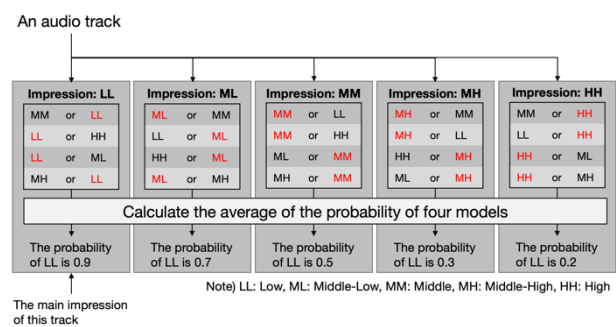 An audio track
Impression: LL
MM or LL
LL or HH
LL or ML
MH or LL
Impression: ML
ML or MM
LL or ML
HH or ML
ML or MH
Impression: MM
MM or LL
MM or HH
ML or MM
MH or MM
Impression: MH
MH or MM
MH or LL
HH or MH
ML or MH
Impression: HH
MM or HH
LL or HH
HH or ML
HH or MH
Calculate the average of the probability of four models
The probability
of LL is 0.9
The probability
of LL is 0.7
The probability
of LL is 0.5
The probability
of LL is 0.3
The probability
of LL is 0.2
Note) LL: Low, ML: Middle-Low, MM: Middle, MH: Middle-High, HH: High
The main impression
of this track